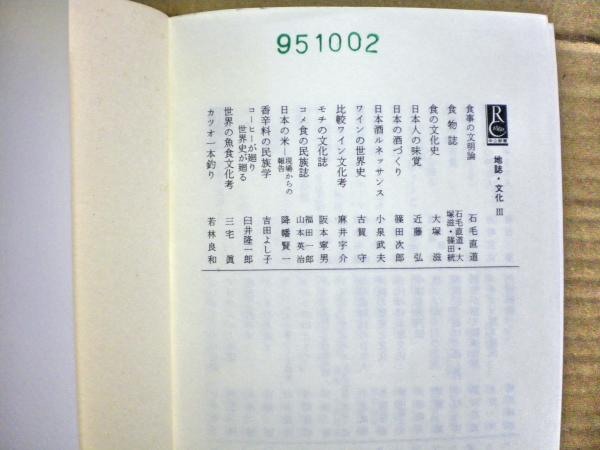 951002
R
中公新書
地誌・文化 III
食事の文明論 石毛直道
食物誌 石毛直道・大塚滋・篠田統
食の文化史 大塚滋
日本人の味覚 近藤弘
日本の酒づくり 篠田次郎
日本酒ルネッサンス 小泉武夫
ワインの世界史 古賀守
比較ワイン文化考 麻井宇介
モチの文化誌 阪本寧男
コメ食の民族誌 福田一郎 山本英治
日本の米―現場からの報告 降幡賢一
香辛料の民族学 吉田よし子
コーヒーが廻り世界史が廻る 臼井隆一郎
世界の魚食文化考 三宅眞
カツオ一本釣り 若林良和